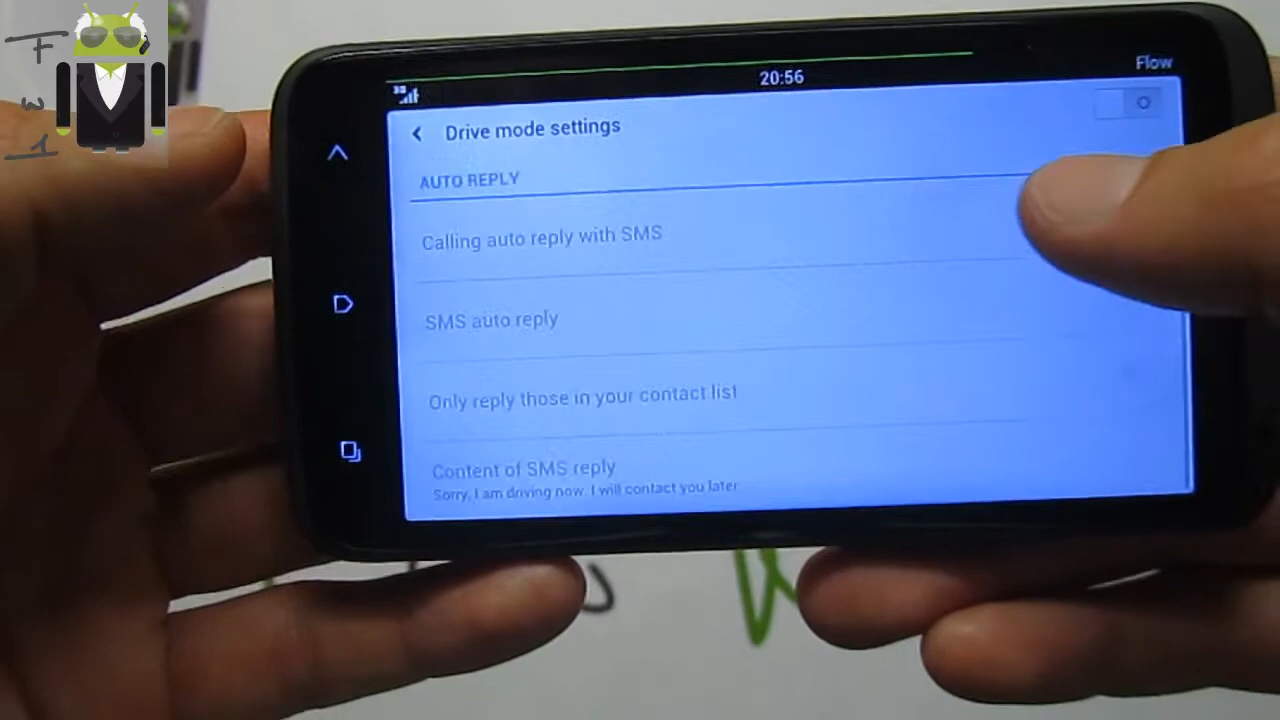 20:56
Flow
Drive mode settings
AUTO REPLY
Calling auto reply with SMS
SMS auto reply
Only reply those in your contact list
Content of SMS reply
Sorry, I am driving now. I will contact you later